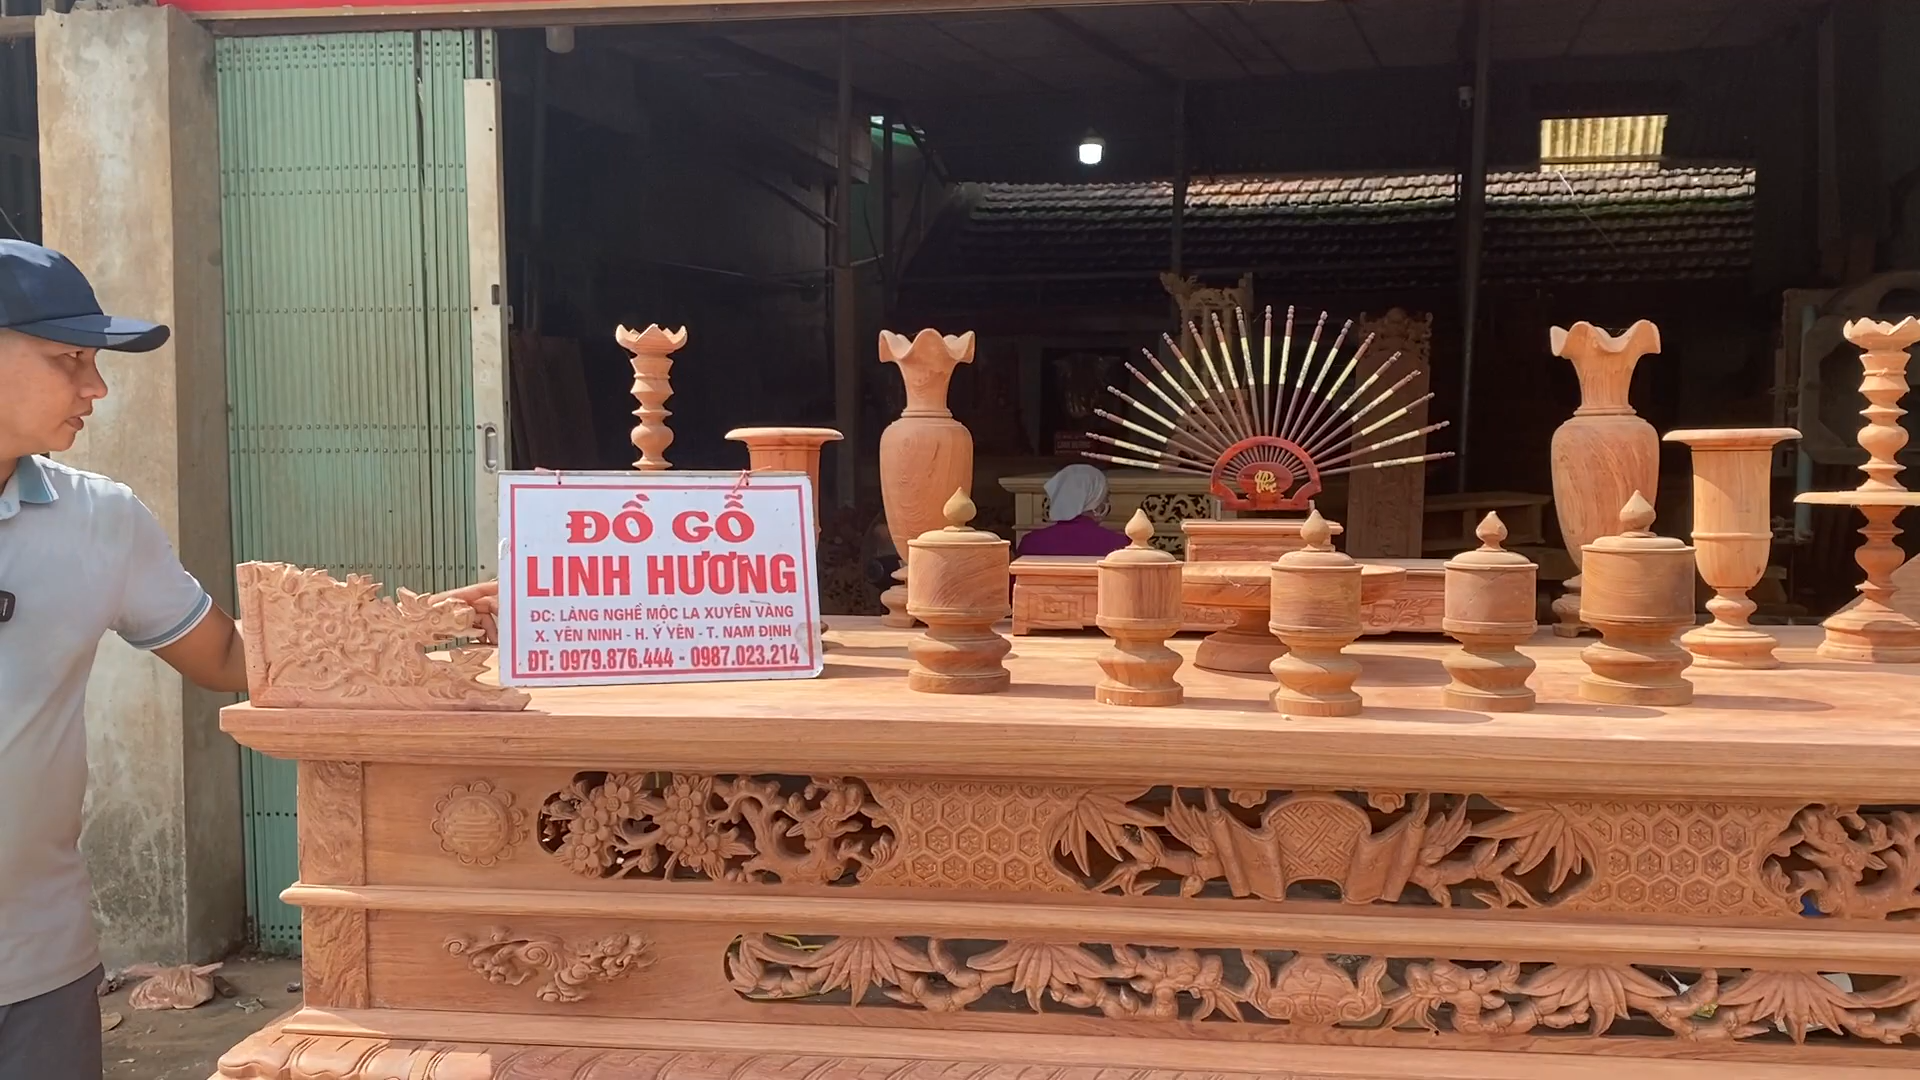 ĐỒ GỖ
LINH HƯƠNG
ĐC: LÀNG NGHỀ MỘC LA XUYÊN VÀNG
X. YÊN NINH - H. Ý YÊN - T. NAM ĐỊNH
ĐT: 0979.876.444 - 0987.023.214